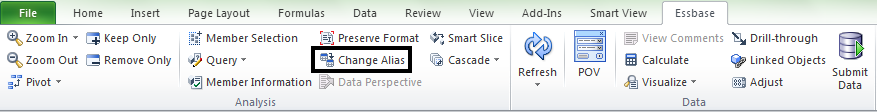 File Home Insert Page Layout Formulas Data Review View Add-Ins Smart View Essbase
Zoom In Keep Only Member Selection Preserve Format Smart Slice View Comments Drill-through
Zoom Out Remove Only Query Change Alias Cascade Refresh POV Calculate Linked Objects Submit Data
Pivot Member Information Data Perspective Visualize Adjust
Analysis Data